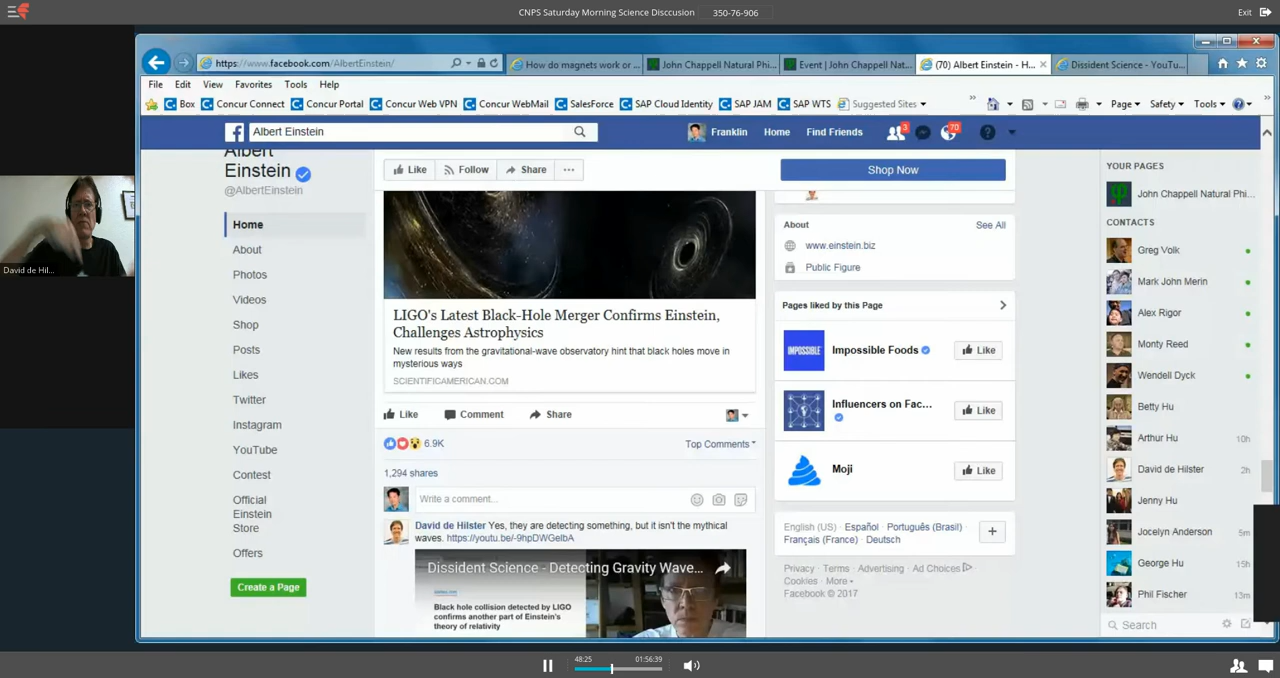 CNPS Saturday Morning Science Disccusion 350-76-906 Exit
https://www.facebook.com/AlbertEinstein/ How do magnets work or ... John Chappell Natural Phi... Event | John Chappell Nat... (70) Albert Einstein - H... Dissident Science - YouTu...
File Edit View Favorites Tools Help
Box Concur Connect Concur Portal Concur Web VPN Concur WebMail SalesForce SAP Cloud Identity SAP JAM SAP WTS Suggested Sites Page Safety Tools
Albert Einstein Franklin Home Find Friends 3 70
Albert
Einstein
@AlbertEinstein
Home
About
Photos
Videos
Shop
Posts
Likes
Twitter
Instagram
YouTube
Contest
Official
Einstein
Store
Offers
Create a Page
David de Hil...
Like Follow Share ...
Shop Now
LIGO's Latest Black-Hole Merger Confirms Einstein,
Challenges Astrophysics
New results from the gravitational-wave observatory hint that black holes move in
mysterious ways
SCIENTIFICAMERICAN.COM
Like Comment Share
6.9K Top Comments
1,294 shares
Write a comment...
David de Hilster Yes, they are detecting something, but it isn't the mythical
waves. https://youtu.be/-9hpDWGeIbA
Dissident Science - Detecting Gravity Wave...
Black hole collision detected by LIGO
confirms another part of Einstein's
theory of relativity
About See All
www.einstein.biz
Public Figure
Pages liked by this Page
IMPOSSIBLE Impossible Foods Like
Influencers on Fac... Like
Moji Like
English (US) · Español · Português (Brasil) ·
Français (France) · Deutsch
Privacy · Terms · Advertising · Ad Choices
Cookies · More
Facebook © 2017
YOUR PAGES
John Chappell Natural Phi...
CONTACTS
Greg Volk
Mark John Merin
Alex Rigor
Monty Reed
Wendell Dyck
Betty Hu
Arthur Hu 10h
David de Hilster 2h
Jenny Hu
Jocelyn Anderson 5m
George Hu 15h
Phil Fischer 13m
Search
48:25 01:56:39